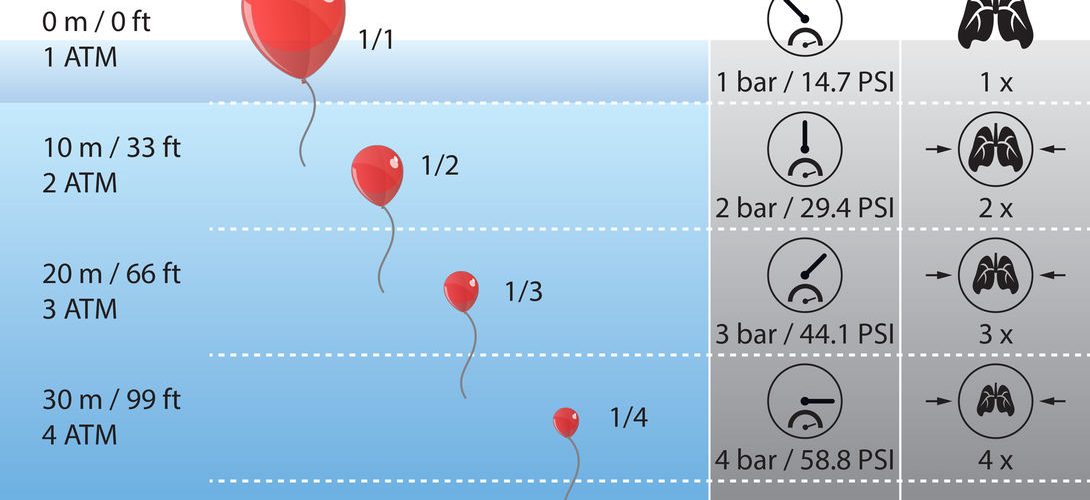 0 m / 0 ft
1 ATM
1/1
1 bar / 14.7 PSI
1 x
10 m / 33 ft
2 ATM
1/2
2 bar / 29.4 PSI
2 x
20 m / 66 ft
3 ATM
1/3
3 bar / 44.1 PSI
3 x
30 m / 99 ft
4 ATM
1/4
4 bar / 58.8 PSI
4 x